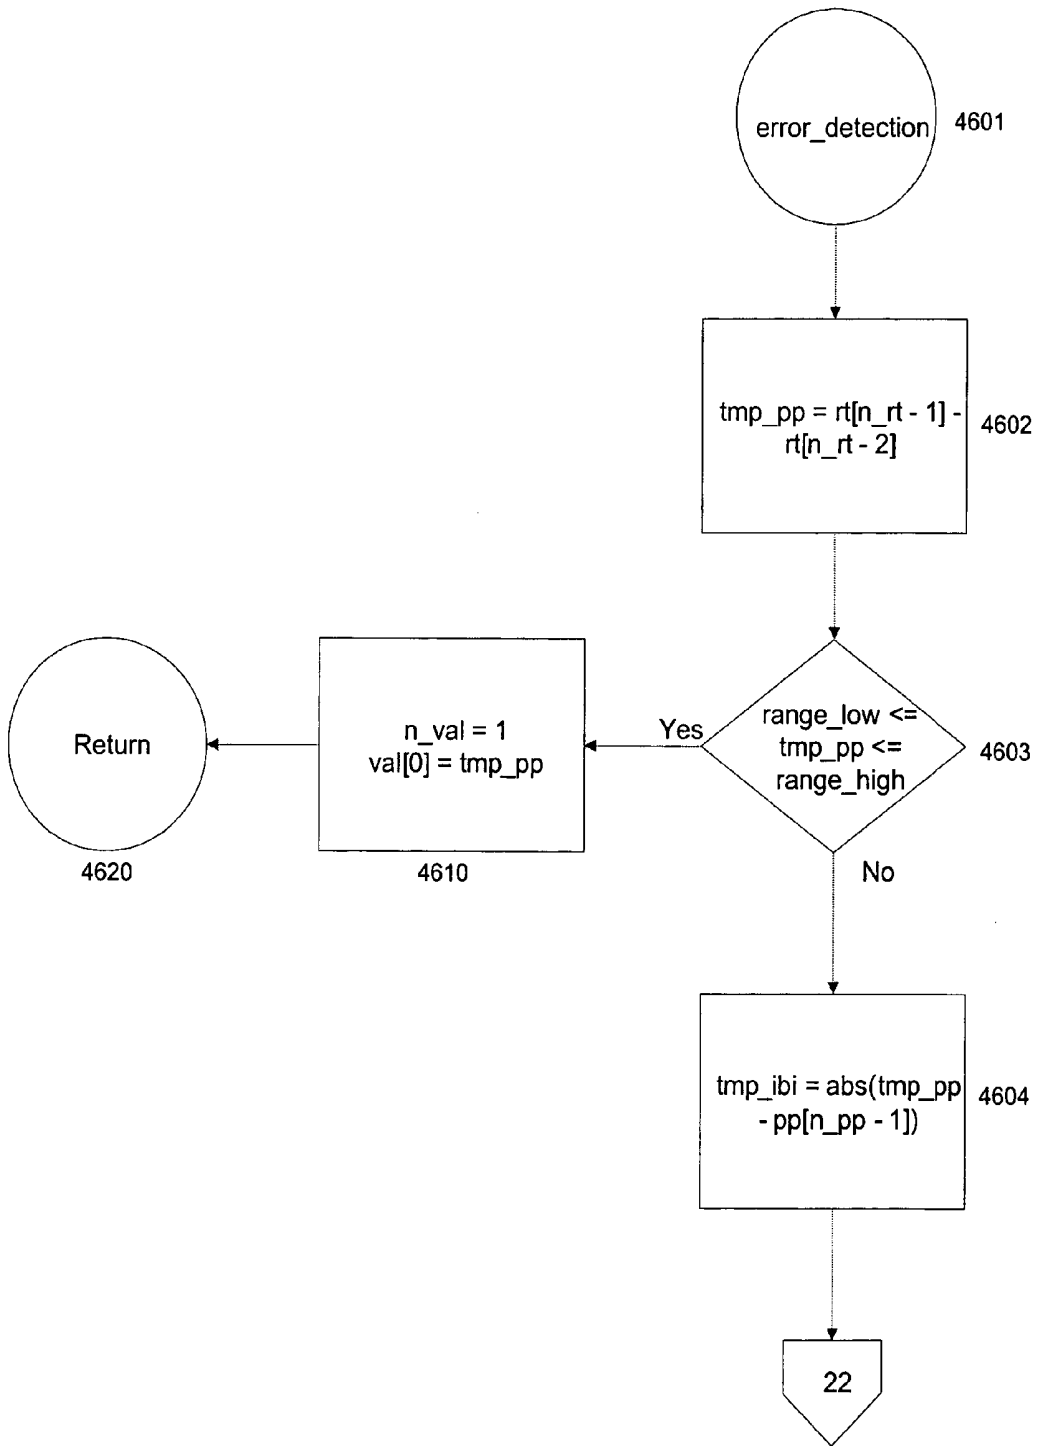 error_detection
4601
tmp_pp = rt[n_rt - 1] -
rt[n_rt - 2]
4602
range_low <=
tmp_pp <=
range_high
4603
Yes
n_val = 1
val[0] = tmp_pp
4610
Return
4620
No
tmp_ibi = abs(tmp_pp
- pp[n_pp - 1])
4604
22